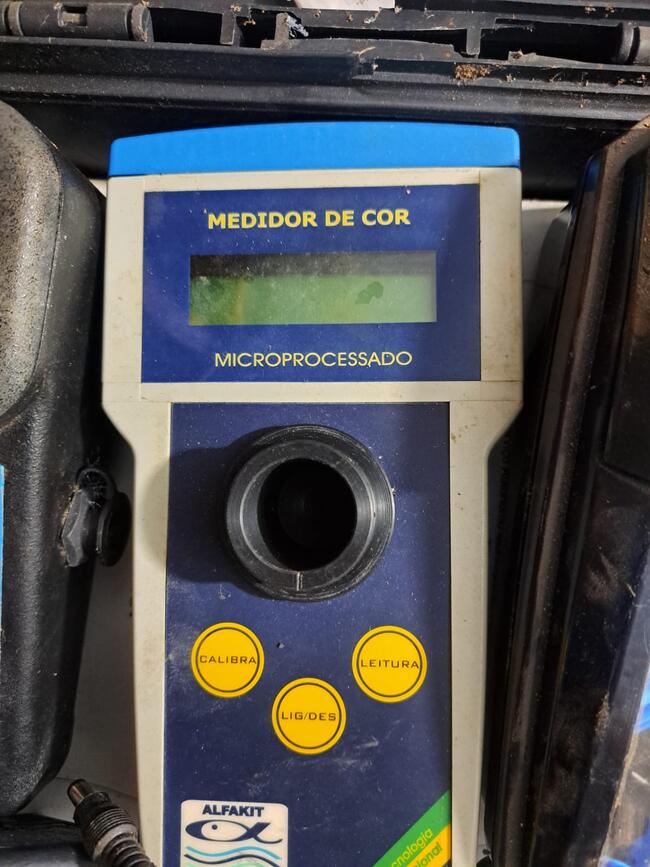 MEDIDOR DE COR
MICROPROCESSADO
CALIBRA
LEITURA
LIG/DES
ALFAKIT